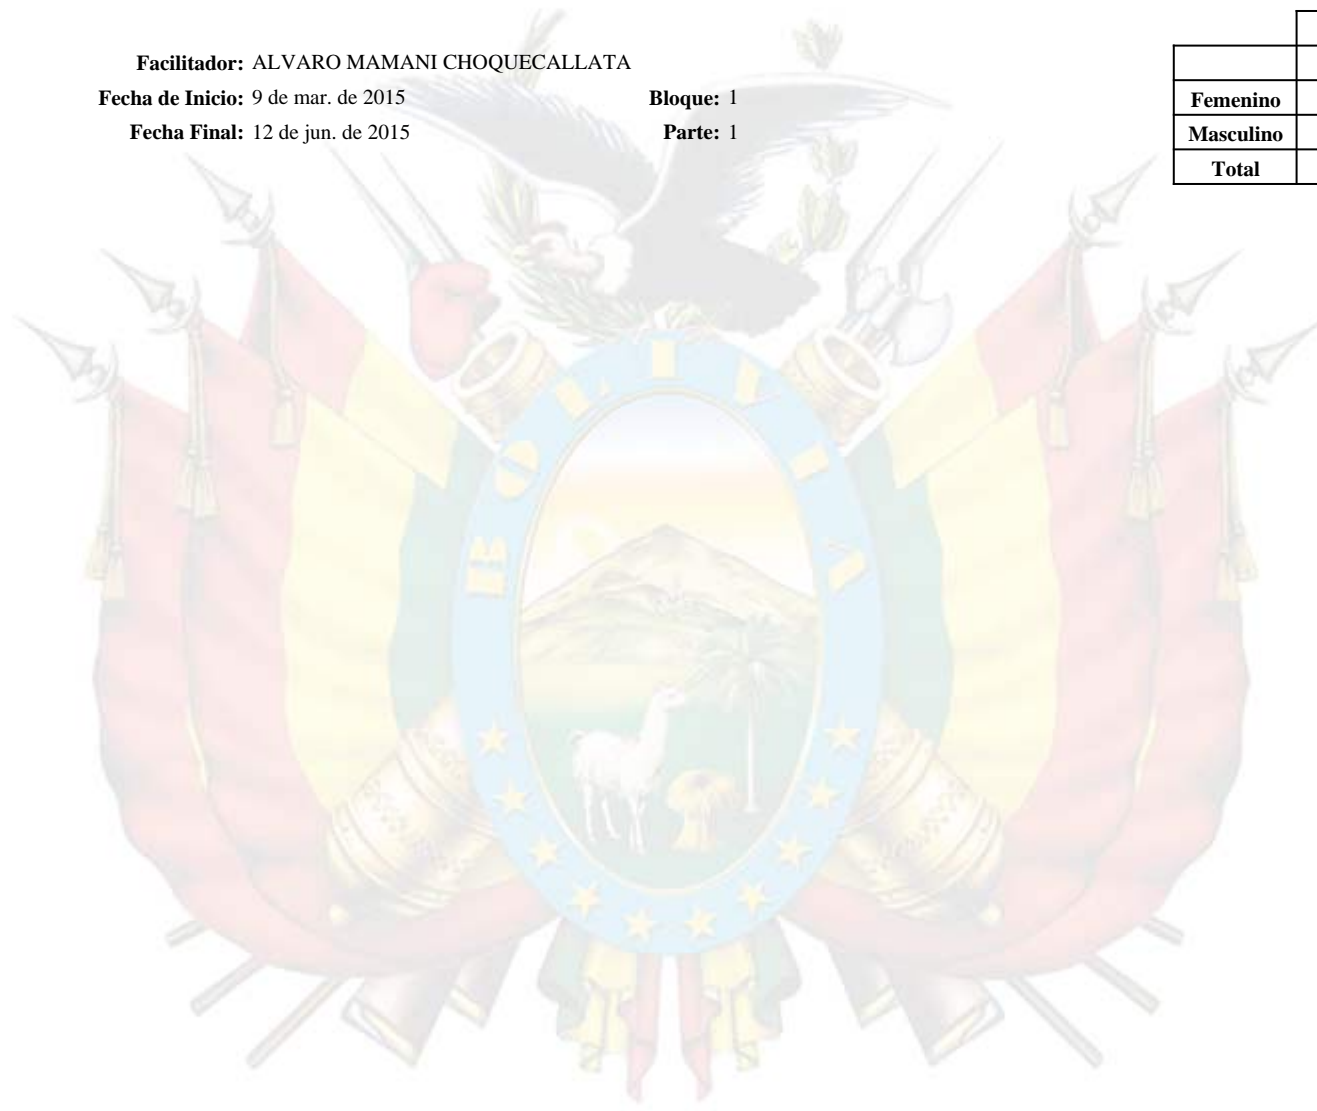 Facilitador: ALVARO MAMANI CHOQUECALLATA
Fecha de Inicio: 9 de mar. de 2015 Bloque: 1
Fecha Final: 12 de jun. de 2015 Parte: 1
Femenino
Masculino
Total
BOLIVIA